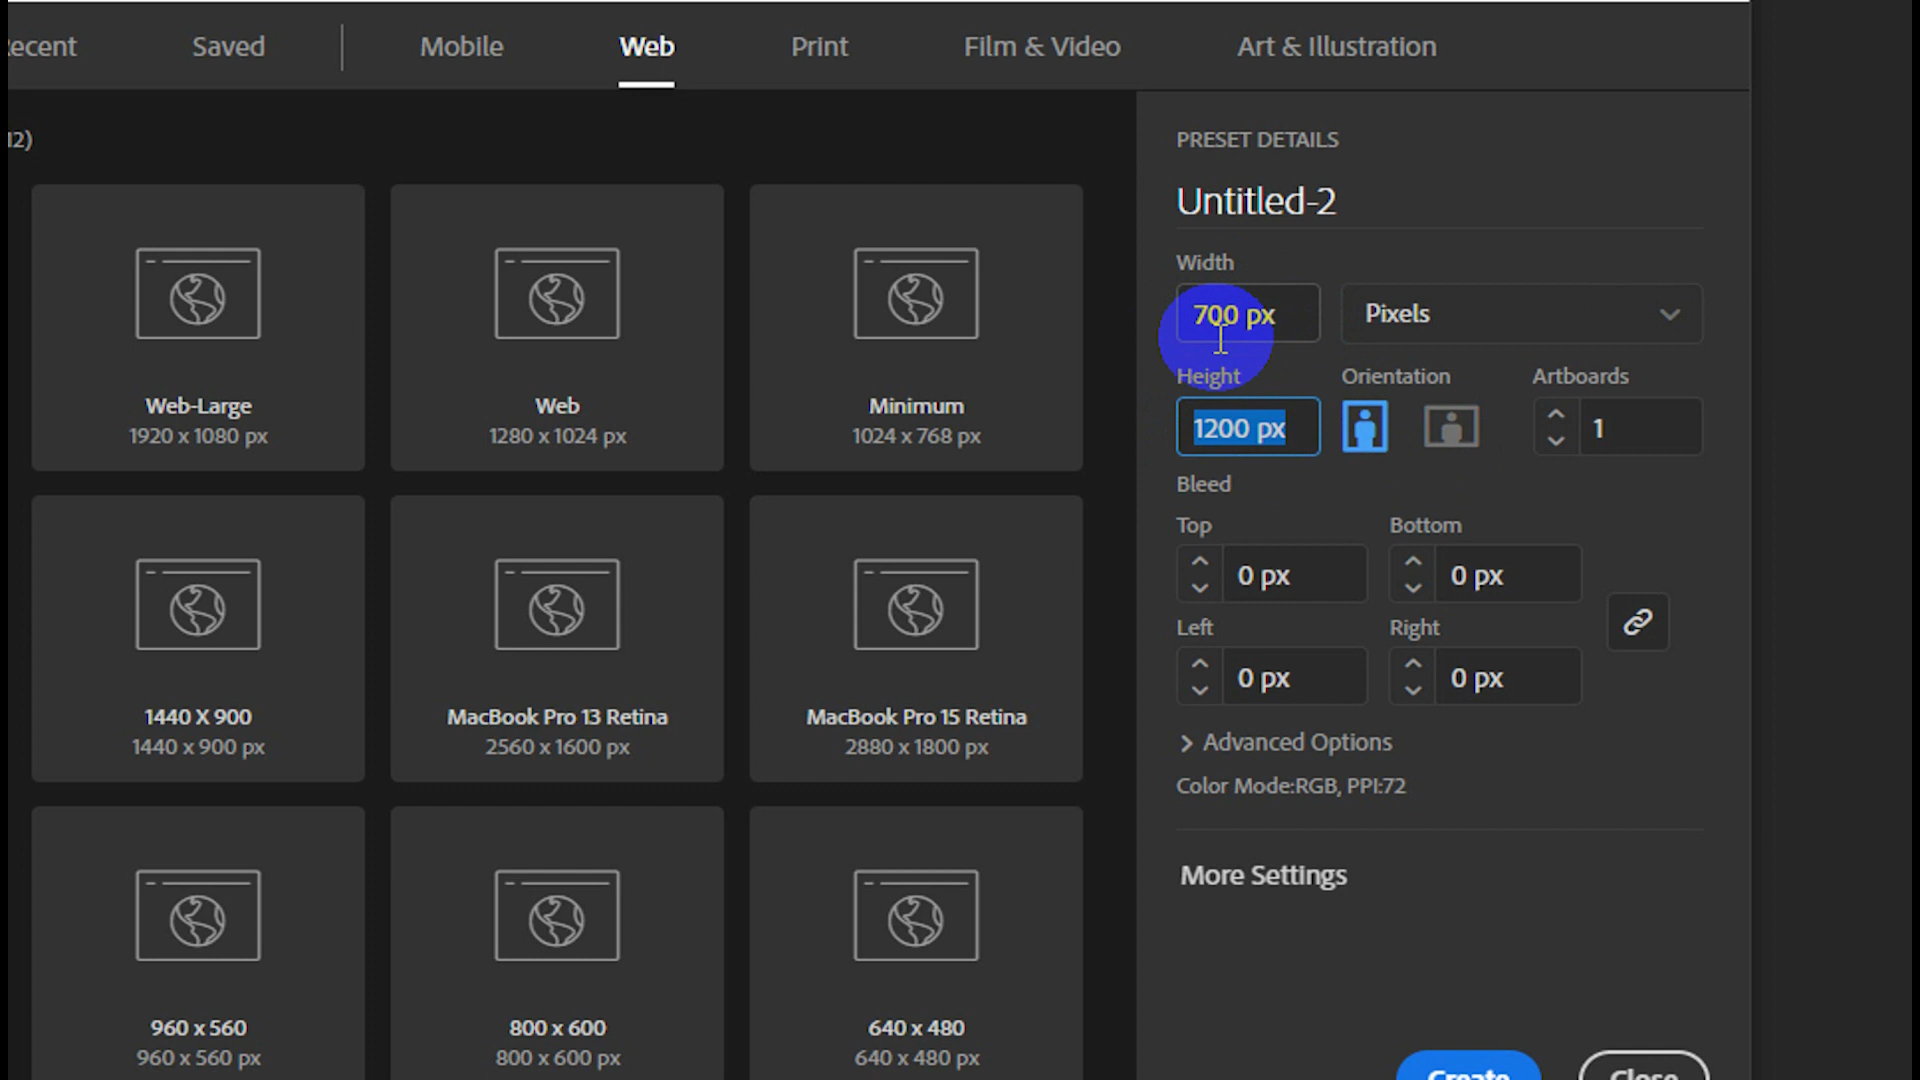 Recent
Saved
Mobile
Web
Print
Film & Video
Art & Illustration
12)
Web-Large
1920 x 1080 px
Web
1280 x 1024 px
Minimum
1024 x 768 px
1440 X 900
1440 x 900 px
MacBook Pro 13 Retina
2560 x 1600 px
MacBook Pro 15 Retina
2880 x 1800 px
960 x 560
960 x 560 px
800 x 600
800 x 600 px
640 x 480
640 x 480 px
PRESET DETAILS
Untitled-2
Width
700 px
Pixels
Height
Orientation
Artboards
1200 px
1
Bleed
Top
Bottom
0 px
0 px
Left
Right
0 px
0 px
Advanced Options
Color Mode:RGB, PPI:72
More Settings
Create
Close